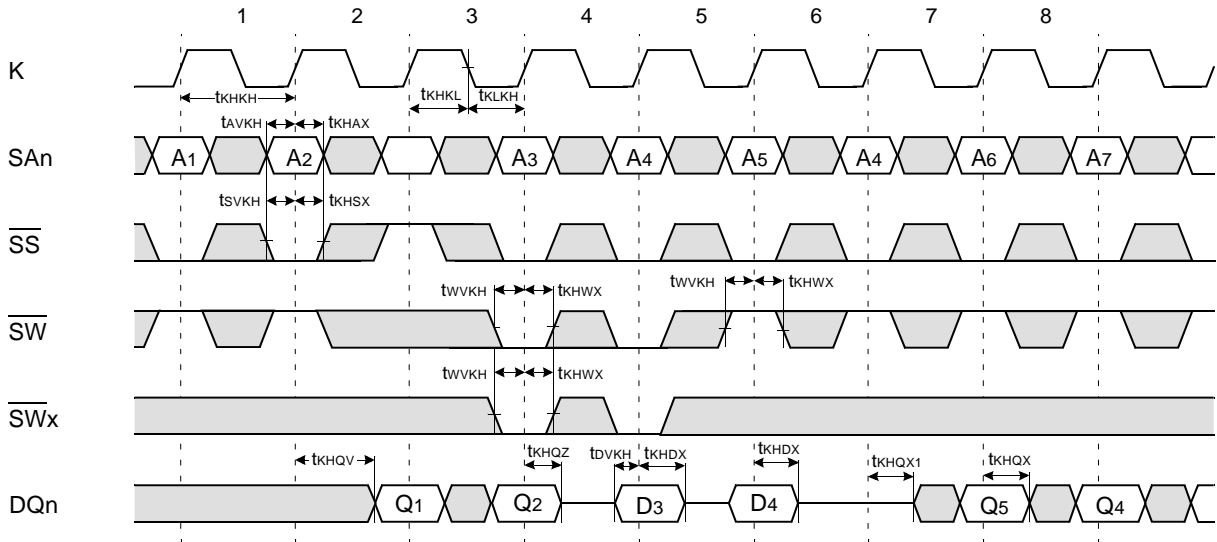 1 2 3 4 5 6 7 8
K
tKHKH tKHKL tKLKH
tAVKH tKHAX
SAn A1 A2 A3 A4 A5 A4 A6 A7
tSVKH tKHSX
SS
tWVKH tKHWX tWVKH tKHWX
SW
tWVKH tKHWX
SWx
tKHQV tKHQZ tDVKH tKHDX tKHDX tKHQX1 tKHQX
DQn Q1 Q2 D3 D4 Q5 Q4